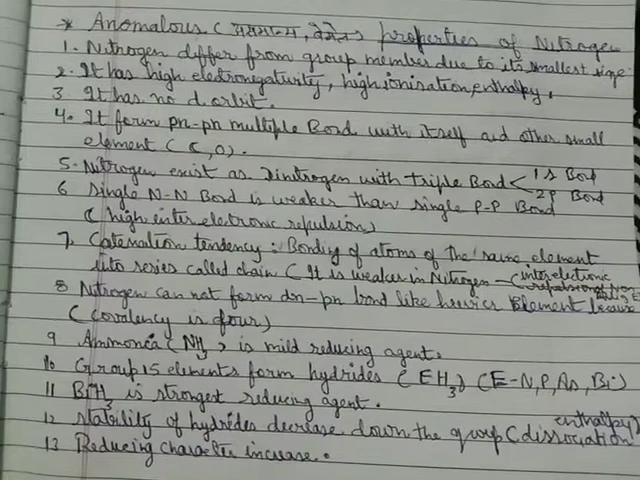 * Anomalous (असामान्य, बेमेल) properties of Nitrogen
1. Nitrogen differ from group member due to its smallest size
2. It has high electronegativity, high ionisation, enthalpy,
3 It has no d orbit.
4. It form pπ-pπ multiple Bond with itself and other small
element (C, O).
5. Nitrogen exist as Dinitrogen with triple Bond < 1 s Bond
2 p Bond
6 Single N-N Bond is weaker than single P-P Bond
(high inter electronic repulsion)
7, Catenation tendency : Bonding of atoms of the same element
into series called chain (It is weaker in Nitrogen – (interelectronic
repulsion of non
8 Nitrogen can not form dπ-pπ bond like heavier Element because
(covalency is four)
9 Ammonia (NH3) is mild reducing agent.
10 Group 15 elements form hydrides (EH3) (E-N, P, As, Bi)
11 BiH3 is strongest reducing agent.
12 stability of hydrides decrease down the group (dissociation
enthalpy)
13 Reducing character increase.